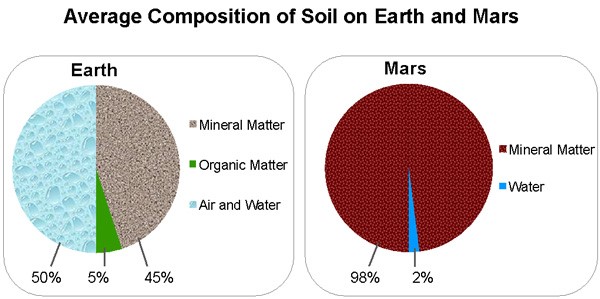 Average Composition of Soil on Earth and Mars
Earth
Mineral Matter
Organic Matter
Air and Water
50%
5%
45%
Mars
Mineral Matter
Water
98%
2%